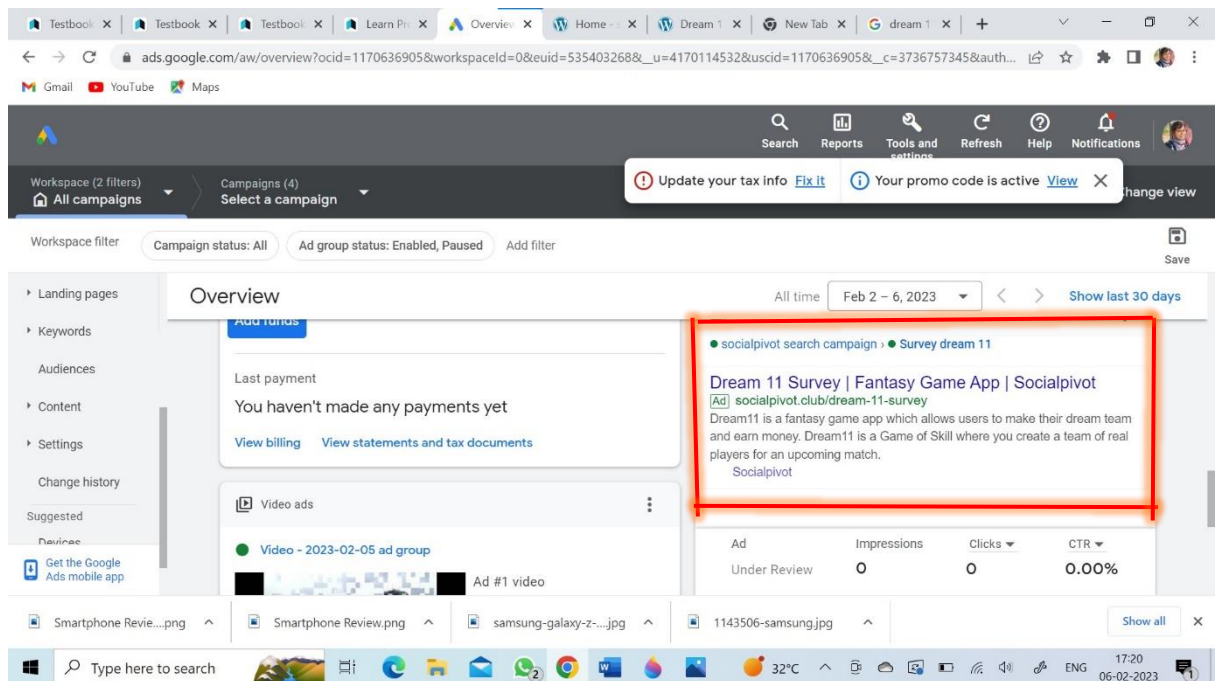 Testbook
Testbook
Testbook
Learn Pr
Overview
Home - s
Dream 1
New Tab
dream 1
ads.google.com/aw/overview?ocid=1170636905&workspaceId=0&euid=535403268&__u=4170114532&uscid=1170636905&__c=3736757345&auth...
Gmail
YouTube
Maps
Search
Reports
Tools and settings
Refresh
Help
Notifications
Workspace (2 filters)
All campaigns
Campaigns (4)
Select a campaign
Update your tax info Fix it
Your promo code is active View
Change view
Workspace filter
Campaign status: All
Ad group status: Enabled, Paused
Add filter
Save
Landing pages
Keywords
Audiences
Content
Settings
Change history
Suggested
Devices
Get the Google
Ads mobile app
Overview
All time
Feb 2 – 6, 2023
Show last 30 days
Add funds
Last payment
You haven't made any payments yet
View billing View statements and tax documents
Video ads
Video - 2023-02-05 ad group
Ad #1 video
socialpivot search campaign › Survey dream 11
Dream 11 Survey | Fantasy Game App | Socialpivot
Ad socialpivot.club/dream-11-survey
Dream11 is a fantasy game app which allows users to make their dream team
and earn money. Dream11 is a Game of Skill where you create a team of real
players for an upcoming match.
Socialpivot
Ad Impressions Clicks CTR
Under Review 0 0 0.00%
Smartphone Revie....png
Smartphone Review.png
samsung-galaxy-z-....jpg
1143506-samsung.jpg
Show all
Type here to search
2
32°C
ENG
17:20
06-02-2023
1